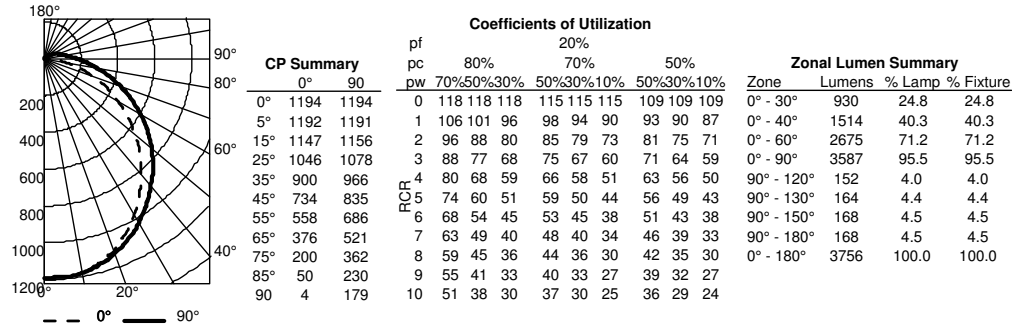 180°
90°
80°
60°
40°
200
400
600
800
1000
1200
0°
20°
0° 90°
CP Summary
0° 90
0° 1194 1194
5° 1192 1191
15° 1147 1156
25° 1046 1078
35° 900 966
45° 734 835
55° 558 686
65° 376 521
75° 200 362
85° 50 230
90 4 179
Coefficients of Utilization
pf 20%
pc 80% 70% 50%
pw 70%50%30% 50%30%10% 50%30%10%
RCR
0 118 118 118 115 115 115 109 109 109
1 106 101 96 98 94 90 93 90 87
2 96 88 80 85 79 73 81 75 71
3 88 77 68 75 67 60 71 64 59
4 80 68 59 66 58 51 63 56 50
5 74 60 51 59 50 44 56 49 43
6 68 54 45 53 45 38 51 43 38
7 63 49 40 48 40 34 46 39 33
8 59 45 36 44 36 30 42 35 30
9 55 41 33 40 33 27 39 32 27
10 51 38 30 37 30 25 36 29 24
Zonal Lumen Summary
Zone Lumens % Lamp % Fixture
0° - 30° 930 24.8 24.8
0° - 40° 1514 40.3 40.3
0° - 60° 2675 71.2 71.2
0° - 90° 3587 95.5 95.5
90° - 120° 152 4.0 4.0
90° - 130° 164 4.4 4.4
90° - 150° 168 4.5 4.5
90° - 180° 168 4.5 4.5
0° - 180° 3756 100.0 100.0